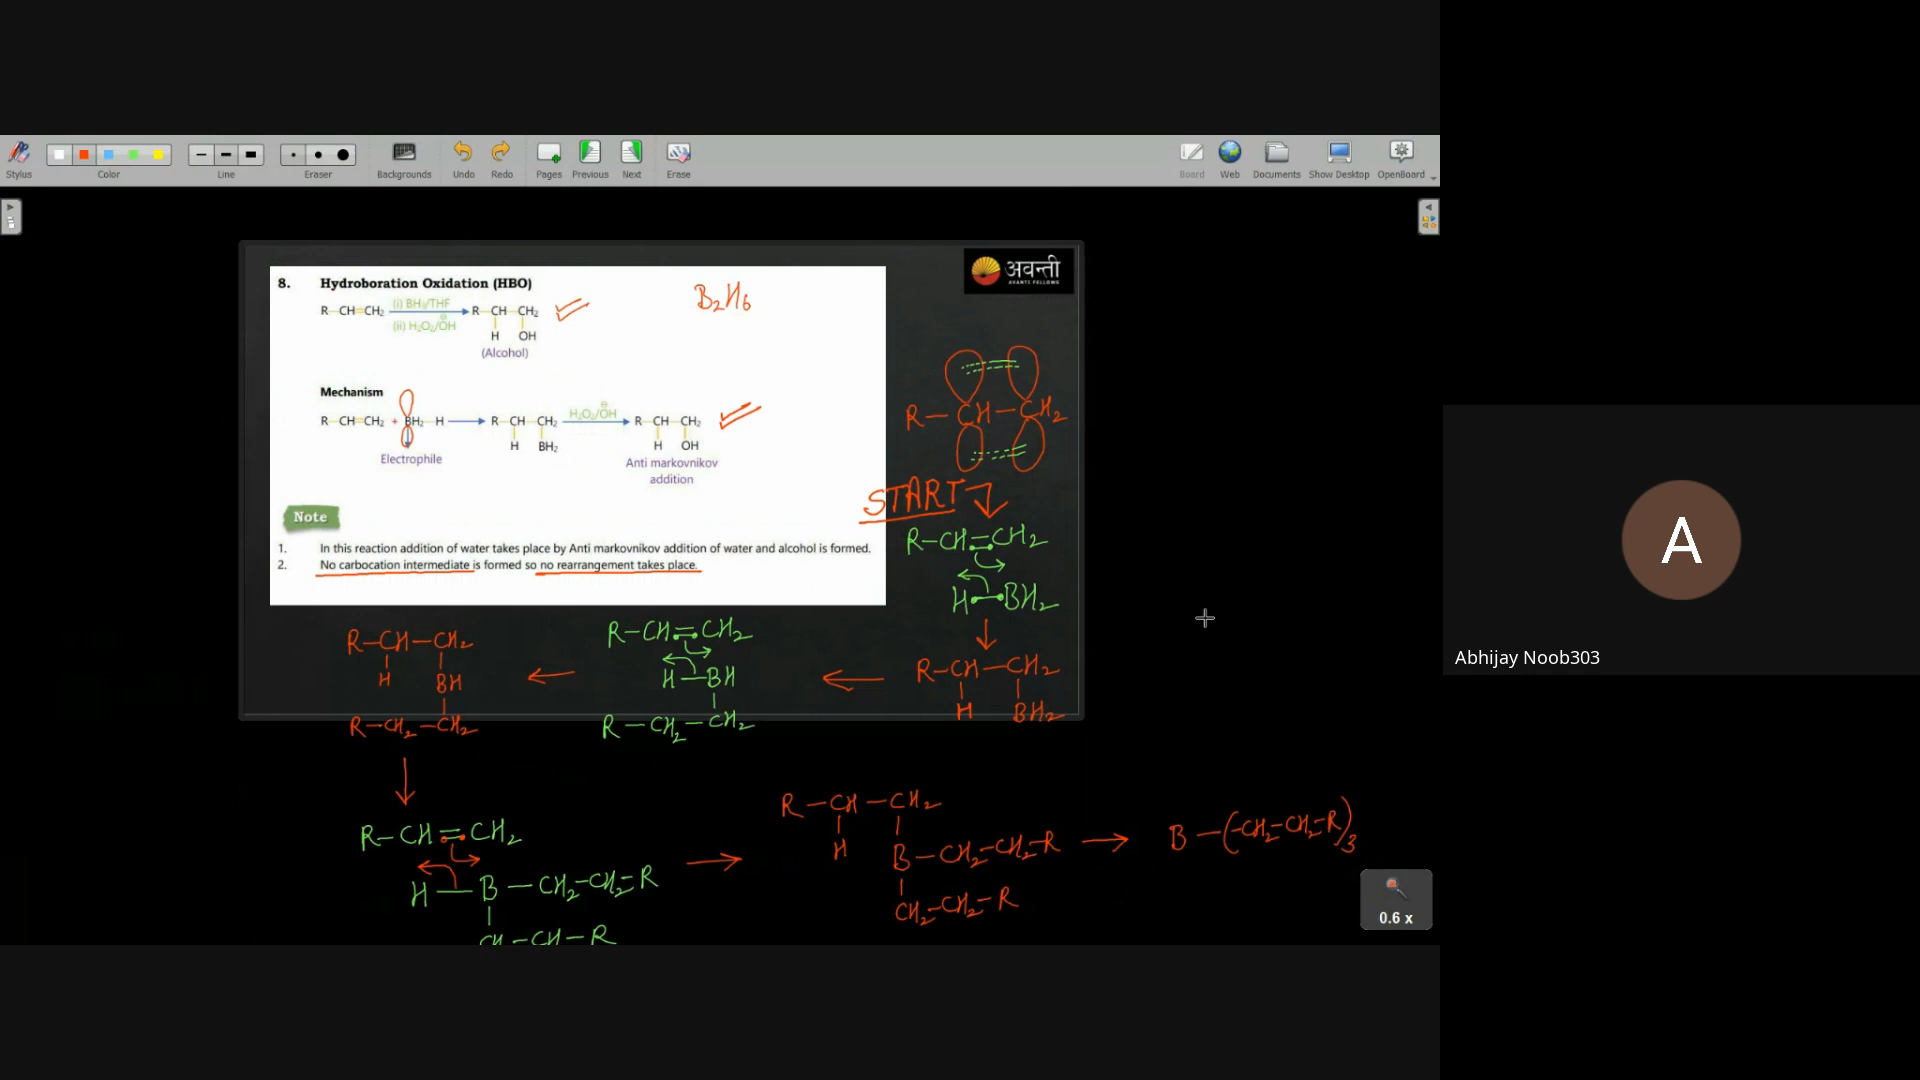 Stylus
Color
Line
Eraser
Backgrounds
Undo
Redo
Pages
Previous
Next
Erase
Board
Web
Documents
Show Desktop
OpenBoard
अवन्ती
AVANTI FELLOWS
8. Hydroboration Oxidation (HBO)
R CH=CH₂ (i) BH₃/THF (ii) H₂O₂/OH⊖ R CH CH₂
H OH
(Alcohol)
B₂H₆
Mechanism
R CH=CH₂ + BH₂ H R CH CH₂ H₂O₂/OH⊖ R CH CH₂
H BH₂ H OH
Electrophile
Anti markovnikov
addition
Note
1. In this reaction addition of water takes place by Anti markovnikov addition of water and alcohol is formed.
2. No carbocation intermediate is formed so no rearrangement takes place.
R-CH-CH₂
START
R-CH=CH₂
H-BH₂
R-CH-CH₂
H BH₂
R-CH=CH₂
H-BH
R-CH₂-CH₂
R-CH-CH₂
H BH
R-CH₂-CH₂
R-CH=CH₂
H-B-CH₂-CH₂-R
CH-CH-R
R-CH-CH₂
H B-CH₂-CH₂-R
CH₂-CH₂-R
B-(-CH₂-CH₂-R)₃
0.6 x
A
Abhijay Noob303